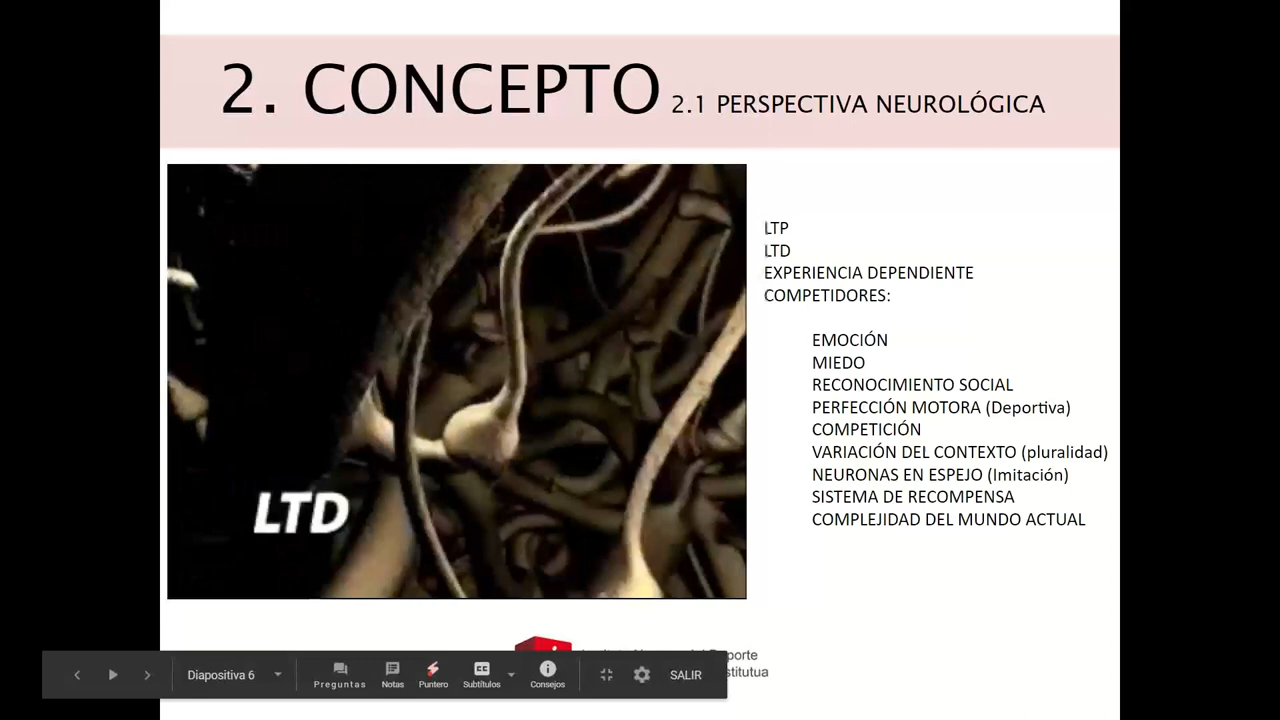 2. CONCEPTO 2.1 PERSPECTIVA NEUROLÓGICA
LTP
LTD
EXPERIENCIA DEPENDIENTE
COMPETIDORES:
EMOCIÓN
MIEDO
RECONOCIMIENTO SOCIAL
PERFECCIÓN MOTORA (Deportiva)
COMPETICIÓN
VARIACIÓN DEL CONTEXTO (pluralidad)
NEURONAS EN ESPEJO (Imitación)
SISTEMA DE RECOMPENSA
COMPLEJIDAD DEL MUNDO ACTUAL
LTD
Diapositiva 6
Preguntas
Notas
Puntero
Subtítulos
Consejos
SALIR